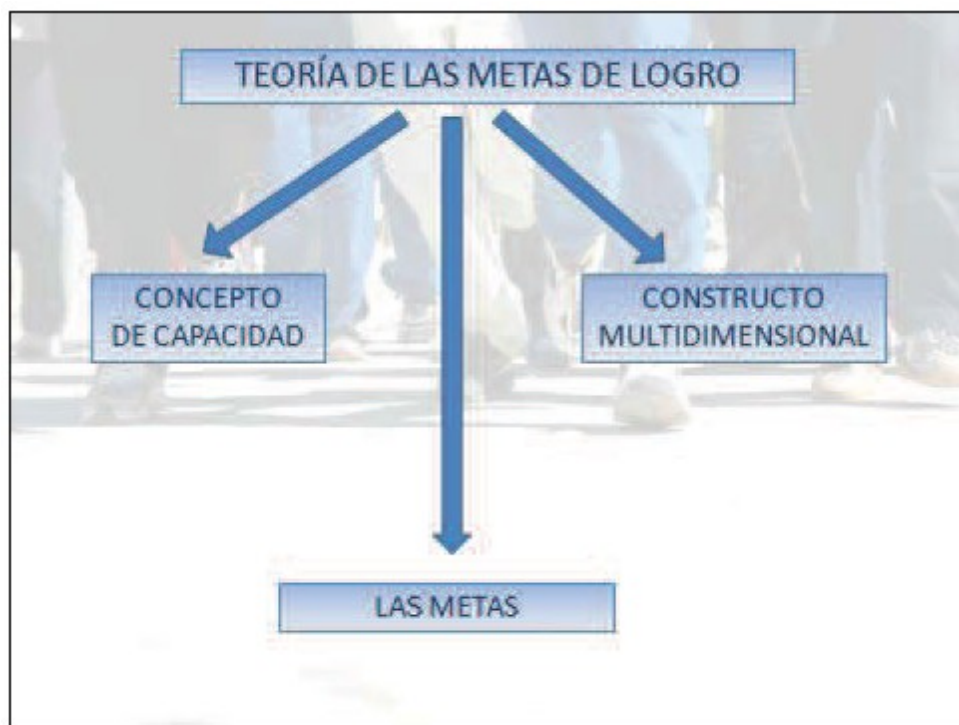 TEORÍA DE LAS METAS DE LOGRO
CONCEPTO
DE CAPACIDAD
CONSTRUCTO
MULTIDIMENSIONAL
LAS METAS